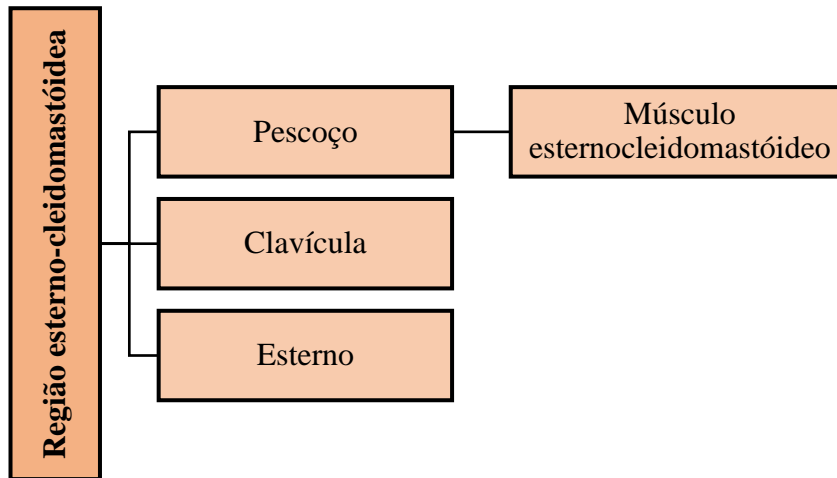 Região esterno-cleidomastóidea
Pescoço
Músculo
esternocleidomastóideo
Clavícula
Esterno